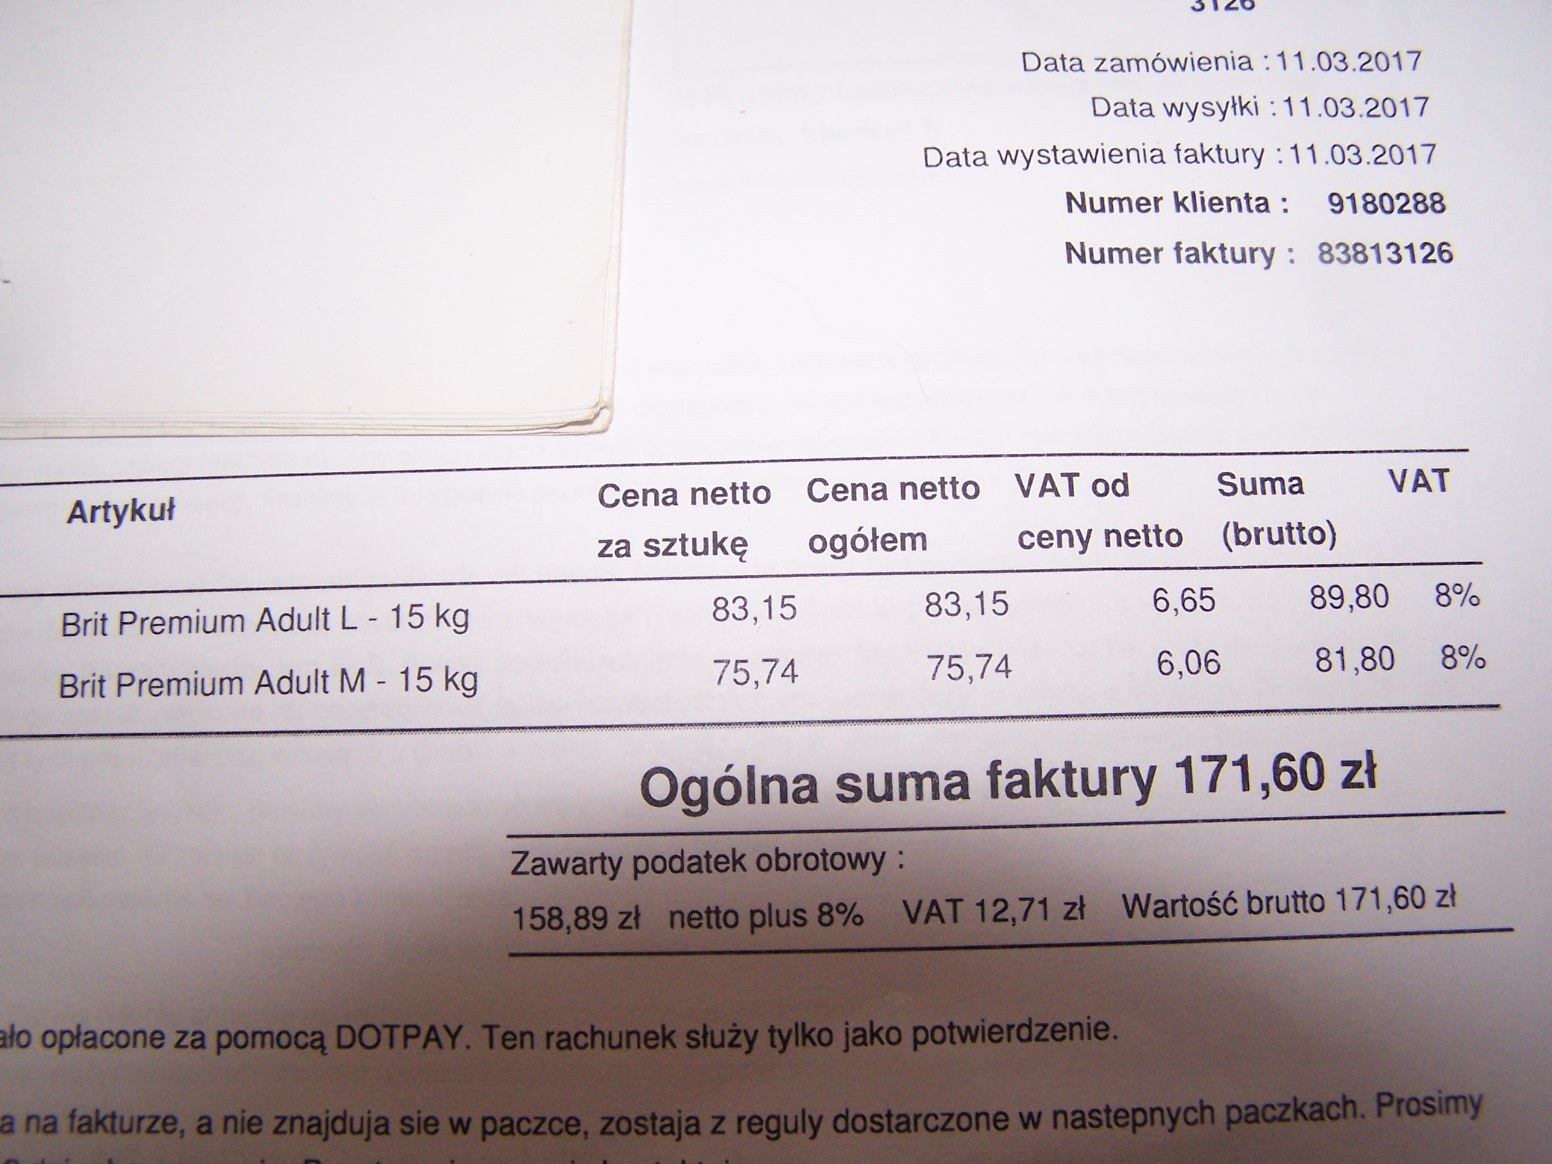 3126
Data zamówienia : 11.03.2017
Data wysyłki : 11.03.2017
Data wystawienia faktury : 11.03.2017
Numer klienta : 9180288
Numer faktury : 83813126
Artykuł Cena netto za sztukę Cena netto ogółem VAT od ceny netto Suma (brutto) VAT
Brit Premium Adult L - 15 kg 83,15 83,15 6,65 89,80 8%
Brit Premium Adult M - 15 kg 75,74 75,74 6,06 81,80 8%
Ogólna suma faktury 171,60 zł
Zawarty podatek obrotowy :
158,89 zł netto plus 8% VAT 12,71 zł Wartość brutto 171,60 zł
ało opłacone za pomocą DOTPAY. Ten rachunek służy tylko jako potwierdzenie.
a na fakturze, a nie znajduja sie w paczce, zostaja z reguly dostarczone w nastepnych paczkach. Prosimy